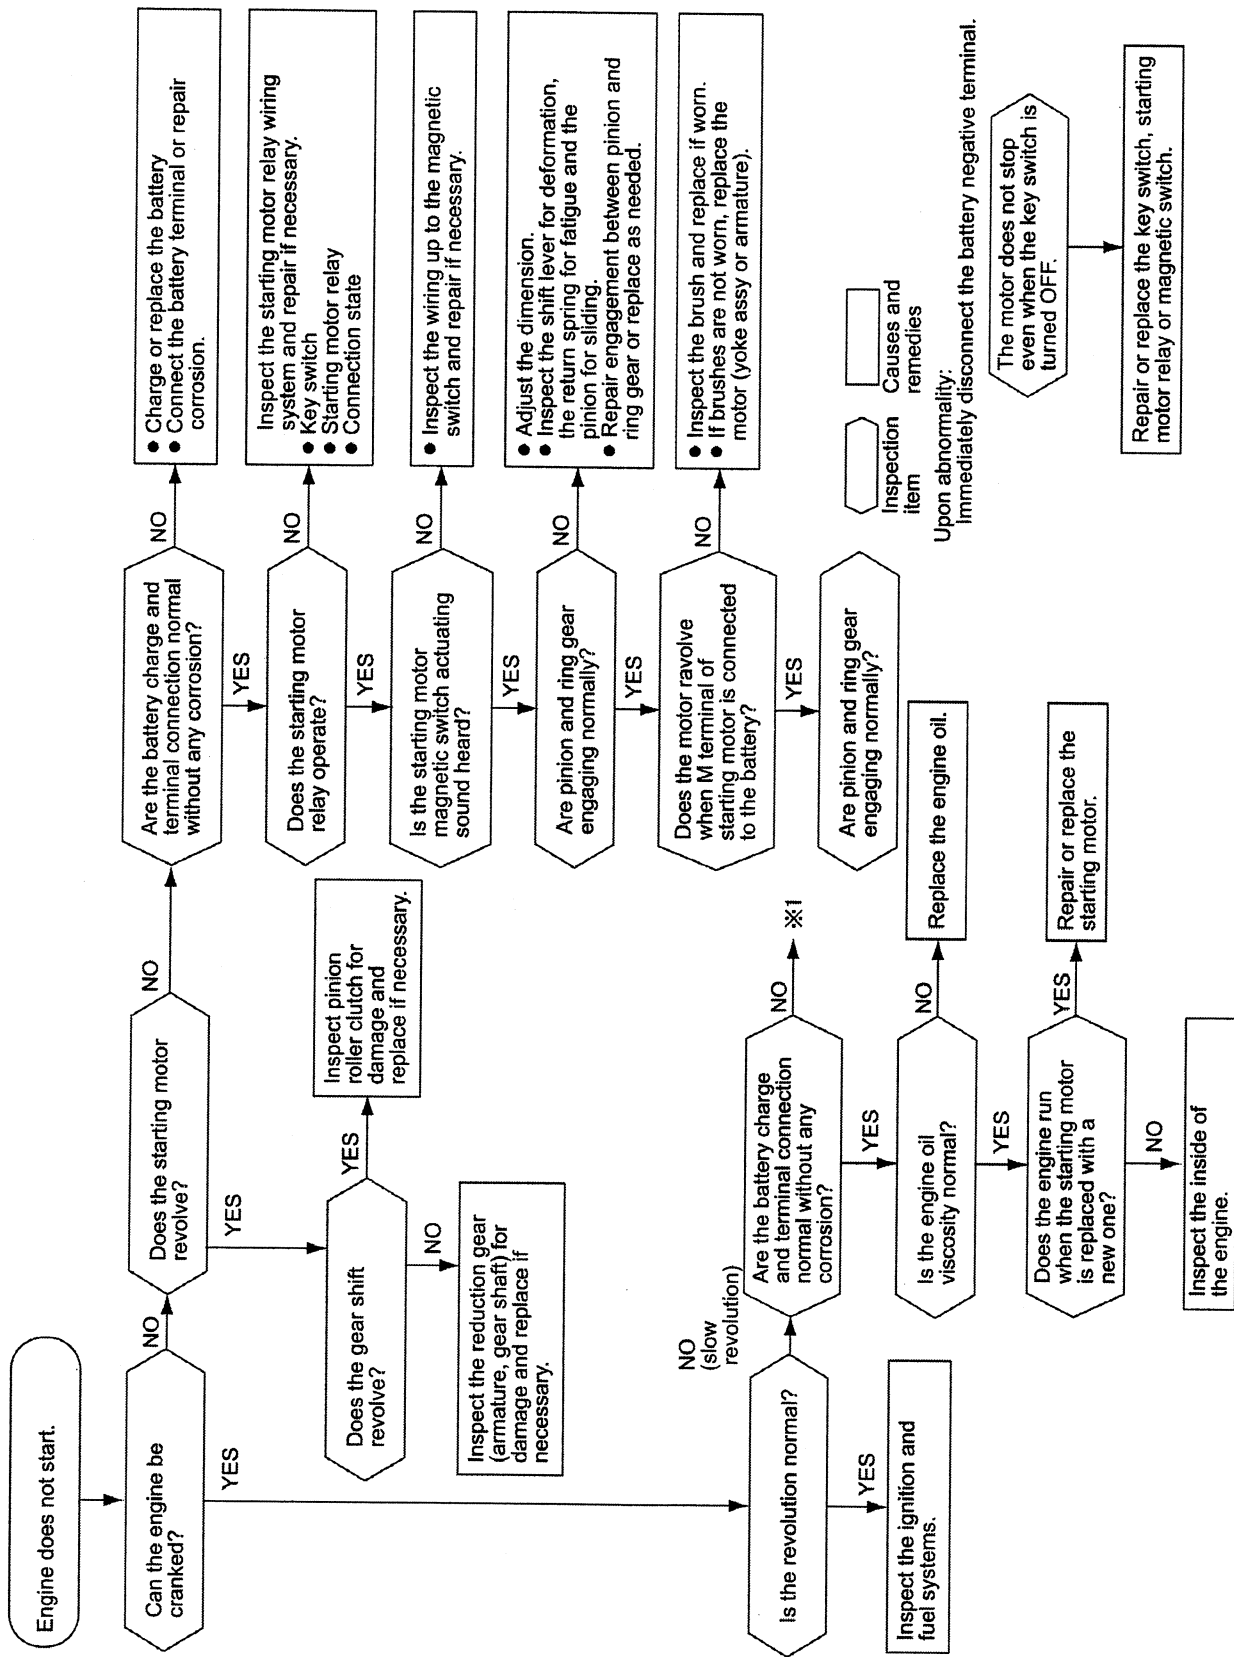 Engine does not start.
Can the engine be
cranked?
NO
YES
Does the starting motor
revolve?
NO
YES
Are the battery charge and
terminal connection normal
without any corrosion?
NO
YES
● Charge or replace the battery
● Connect the battery terminal or repair
corrosion.
Does the starting motor
relay operate?
NO
YES
Inspect the starting motor relay wiring
system and repair if necessary.
● Key switch
● Starting motor relay
● Connection state
Is the starting motor
magnetic switch actuating
sound heard?
NO
YES
● Inspect the wiring up to the magnetic
switch and repair if necessary.
Are pinion and ring gear
engaging normally?
NO
YES
● Adjust the dimension.
● Inspect the shift lever for deformation,
the return spring for fatigue and the
pinion for sliding.
● Repair engagement between pinion and
ring gear or replace as needed.
Does the motor ravolve
when M terminal of
starting motor is connected
to the battery?
NO
YES
● Inspect the brush and replace if worn.
● If brushes are not worn, replace the
motor (yoke assy or armature).
Are pinion and ring gear
engaging normally?
Does the gear shift
revolve?
YES
NO
Inspect pinion
roller clutch for
damage and
replace if necessary.
Inspect the reduction gear
(armature, gear shaft) for
damage and replace if
necessary.
Is the revolution normal?
NO
(slow
revolution)
YES
Inspect the ignition and
fuel systems.
Are the battery charge
and terminal connection
normal without any
corrosion?
NO
※1
YES
Is the engine oil
viscosity normal?
NO
Replace the engine oil.
YES
Does the engine run
when the starting motor
is replaced with a
new one?
YES
Repair or replace the
starting motor.
NO
Inspect the inside of
the engine.
Inspection
item
Causes and
remedies
Upon abnormality:
Immediately disconnect the battery negative terminal.
The motor does not stop
even when the key switch is
turned OFF.
Repair or replace the key switch, starting
motor relay or magnetic switch.